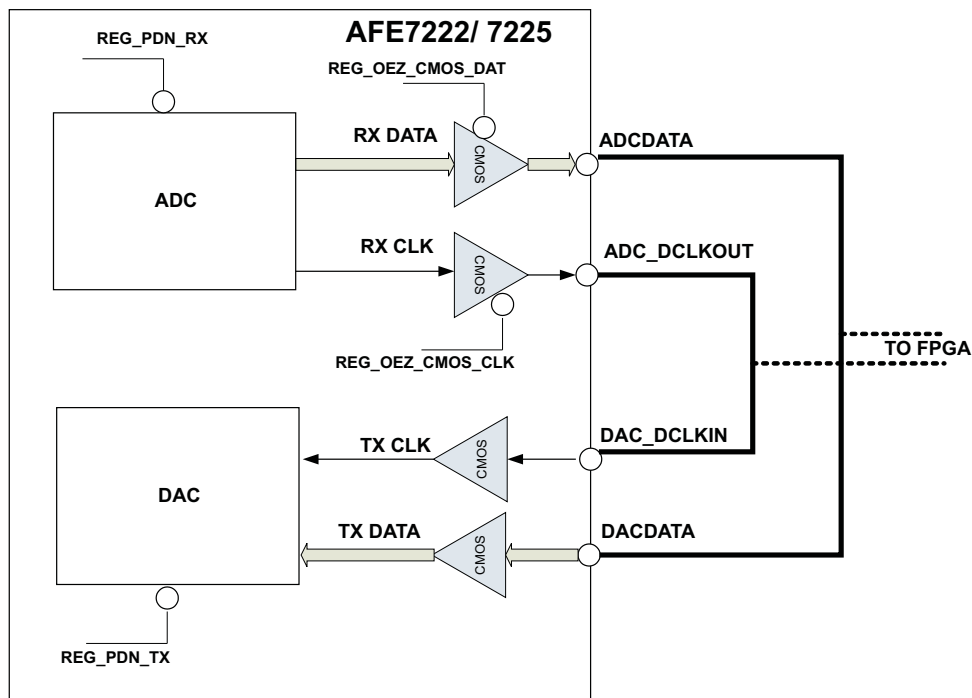 AFE7222/ 7225
REG_PDN_RX
REG_OEZ_CMOS_DAT
RX DATA
CMOS
ADCDATA
ADC
RX CLK
CMOS
ADC_DCLKOUT
REG_OEZ_CMOS_CLK
TO FPGA
TX CLK
CMOS
DAC_DCLKIN
DAC
TX DATA
CMOS
DACDATA
REG_PDN_TX